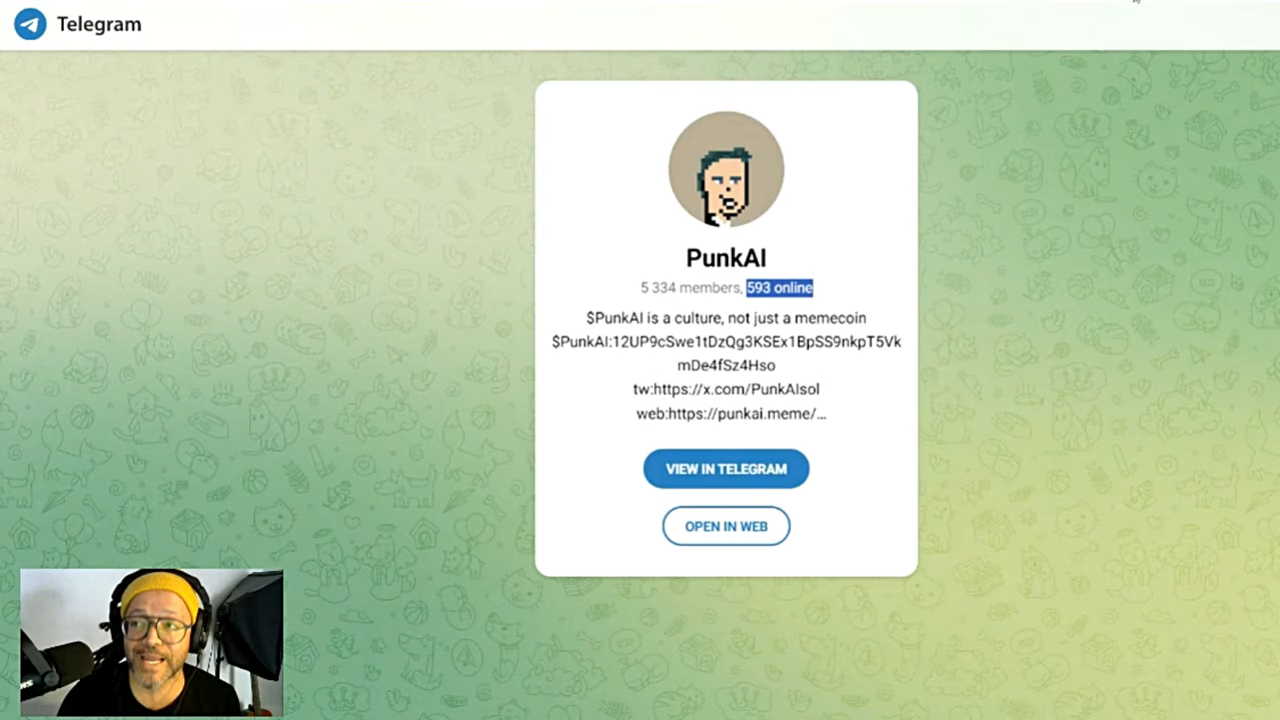 Telegram
PunkAI
5 334 members, 593 online
$PunkAI is a culture, not just a memecoin
$PunkAI:12UP9cSwe1tDzQg3KSEx1BpSS9nkpT5Vk
mDe4fSz4Hso
tw:https://x.com/PunkAIsol
web:https://punkai.meme/...
VIEW IN TELEGRAM
OPEN IN WEB